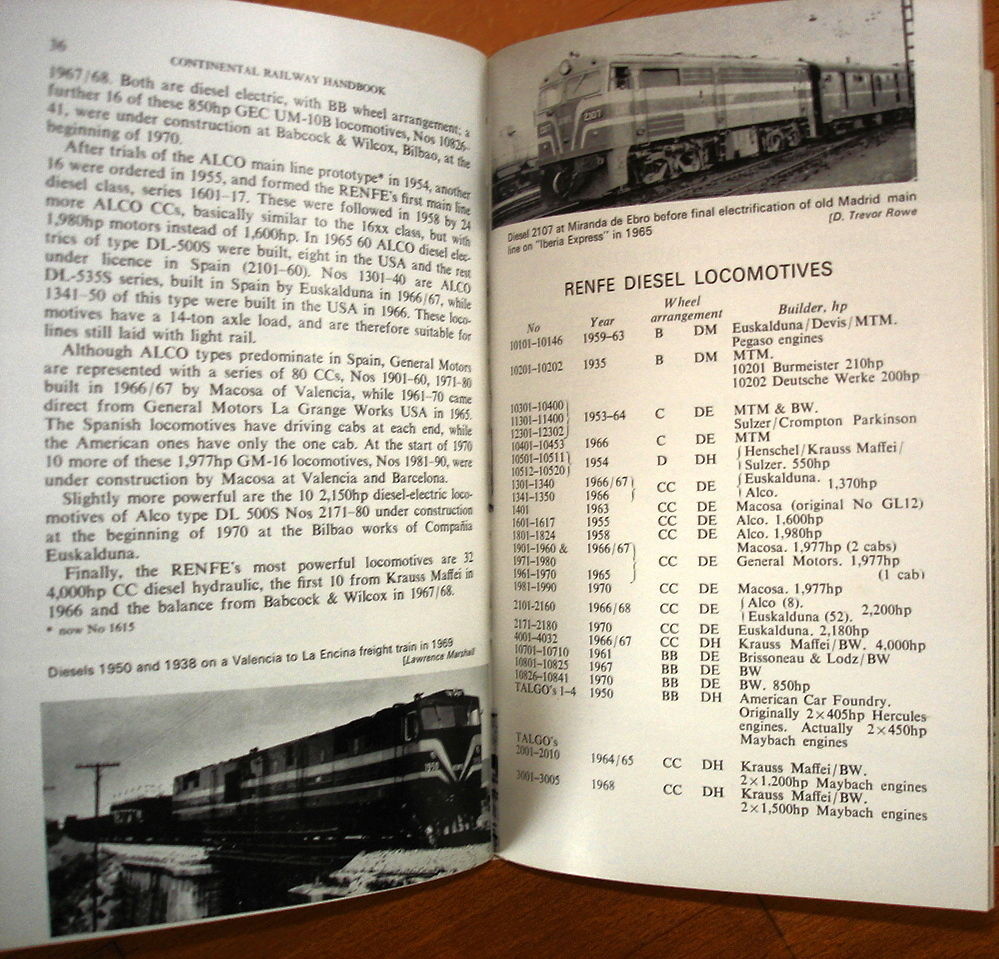 36
CONTINENTAL RAILWAY HANDBOOK
1967/68. Both are diesel electric, with BB wheel arrangement; a
further 16 of these 850hp GEC UM-10B locomotives, Nos 10826-
41, were under construction at Babcock & Wilcox, Bilbao, at the
beginning of 1970.
After trials of the ALCO main line prototype* in 1954, another
16 were ordered in 1955, and formed the RENFE's first main line
diesel class, series 1601–17. These were followed in 1958 by 24
more ALCO CCs, basically similar to the 16xx class, but with
1,980hp motors instead of 1,600hp. In 1965 60 ALCO diesel elec-
trics of type DL-500S were built, eight in the USA and the rest
under licence in Spain (2101–60). Nos 1301–40 are ALCO
DL-535S series, built in Spain by Euskalduna in 1966/67, while
1341–50 of this type were built in the USA in 1966. These loco-
motives have a 14-ton axle load, and are therefore suitable for
lines still laid with light rail.
Although ALCO types predominate in Spain, General Motors
are represented with a series of 80 CCs, Nos 1901–60, 1971-80
built in 1966/67 by Macosa of Valencia, while 1961–70 came
direct from General Motors La Grange Works USA in 1965.
The Spanish locomotives have driving cabs at each end, while
the American ones have only the one cab. At the start of 1970
10 more of these 1,977hp GM-16 locomotives, Nos 1981–90, were
under construction by Macosa at Valencia and Barcelona.
Slightly more powerful are the 10 2,150hp diesel-electric loco-
motives of Alco type DL 500S Nos 2171–80 under construction
at the beginning of 1970 at the Bilbao works of Compañia
Euskalduna.
Finally, the RENFE's most powerful locomotives are 32
4,000hp CC diesel hydraulic, the first 10 from Krauss Maffei in
1966 and the balance from Babcock & Wilcox in 1967/68.
* now No 1615
Diesels 1950 and 1938 on a Valencia to La Encina freight train in 1969
[Lawrence Marshall
1950
2107
Diesel 2107 at Miranda de Ebro before final electrification of old Madrid main
line on "Iberia Express" in 1965
[D. Trevor Rowe
RENFE DIESEL LOCOMOTIVES
No Year Wheel arrangement Builder, hp
10101–10146 1959–63 B DM Euskalduna/Devis/MTM.
Pegaso engines
10201–10202 1935 B DM MTM.
10201 Burmeister 210hp
10202 Deutsche Werke 200hp
10301–10400}
11301–11400} 1953–64 C DE MTM & BW.
12301–12302} Sulzer/Crompton Parkinson
10401–10453 1966 C DE MTM
10501–10511} 1954 D DH {Henschel/Krauss Maffei/
10512–10520} Sulzer. 550hp
1301–1340 1966/67} CC DE {Euskalduna. 1,370hp
1341–1350 1966 } Alco.
1401 1963 CC DE Macosa (original No GL12)
1601–1617 1955 CC DE Alco. 1,600hp
1801–1824 1958 CC DE Alco. 1,980hp
1901–1960 & 1966/67} Macosa. 1,977hp (2 cabs)
1971–1980 CC DE General Motors. 1,977hp
1961–1970 1965 } (1 cab)
1981–1990 1970 CC DE Macosa. 1,977hp
2101–2160 1966/68 CC DE {Alco (8). 2,200hp
Euskalduna (52).
2171–2180 1970 CC DE Euskalduna. 2,180hp
4001–4032 1966/67 CC DH Krauss Maffei/BW. 4,000hp
10701–10710 1961 BB DE Brissoneau & Lodz/BW
10801–10825 1967 BB DE BW
10826–10841 1970 BB DE BW. 850hp
TALGO's 1–4 1950 BB DH American Car Foundry.
Originally 2×405hp Hercules
engines. Actually 2×450hp
Maybach engines
TALGO's
2001–2010 1964/65 CC DH Krauss Maffei/BW.
2×1.200hp Maybach engines
3001–3005 1968 CC DH Krauss Maffei/BW.
2×1,500hp Maybach engines